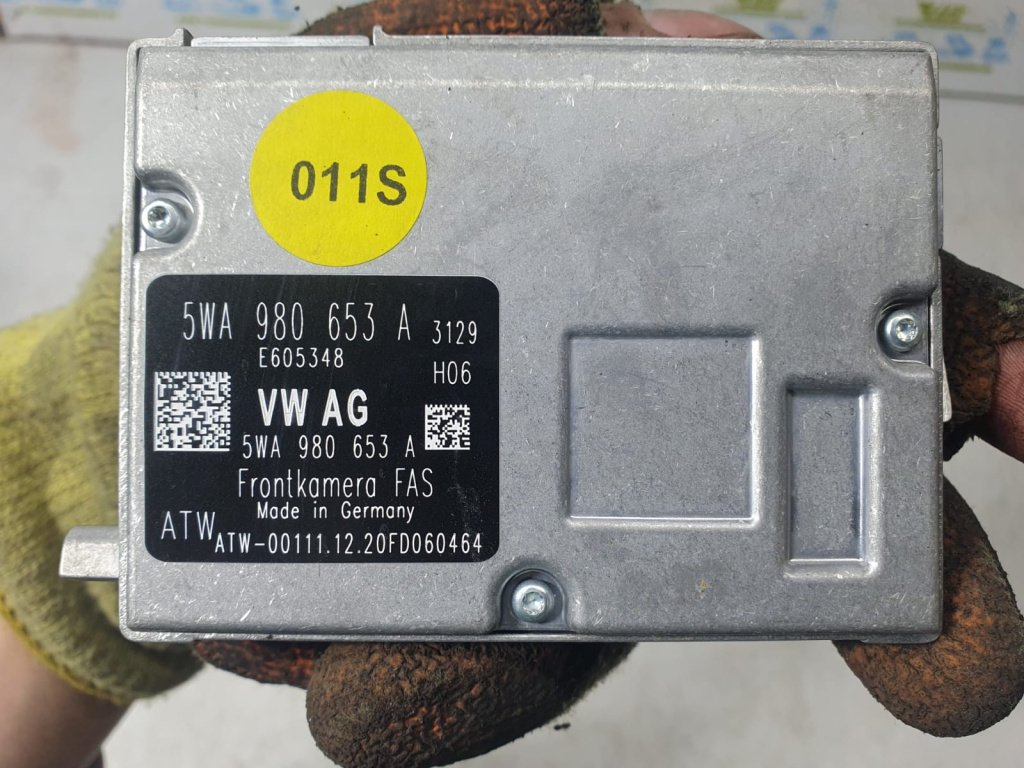 011S
5WA 980 653 A 3129
E605348
H06
VW AG
5WA 980 653 A
Frontkamera FAS
Made in Germany
ATW
ATW-00111.12.20FD060464